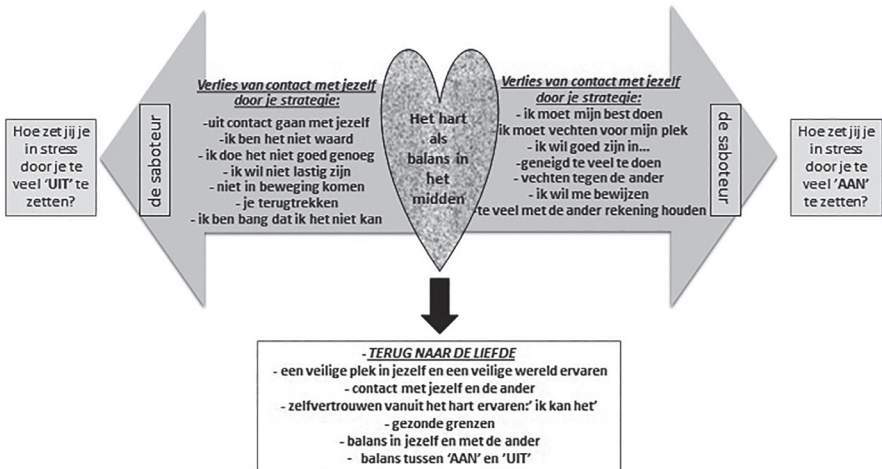 Hoe zet jij je
in stress
door je te
veel ‘UIT’ te
zetten?
de saboteur
Verlies van contact met jezelf
door je strategie:
-uit contact gaan met jezelf
-ik ben het niet waard
- ik doe het niet goed genoeg
- ik wil niet lastig zijn
- niet in beweging komen
- je terugtrekken
- ik ben bang dat ik het niet kan
Het hart
als
balans in
het
midden
Verlies van contact met jezelf
door je strategie:
- ik moet mijn best doen
ik moet vechten voor mijn plek
- ik wil goed zijn in...
- geneigd te veel te doen
- vechten tegen de ander
- ik wil me bewijzen
-te veel met de ander rekening houden
de saboteur
Hoe zet jij je
in stress
door je te
veel ‘AAN’
te zetten?
- TERUG NAAR DE LIEFDE
- een veilige plek in jezelf en een veilige wereld ervaren
- contact met jezelf en de ander
- zelfvertrouwen vanuit het hart ervaren:’ ik kan het’
- gezonde grenzen
- balans in jezelf en met de ander
- balans tussen ‘AAN’ en ’UIT’